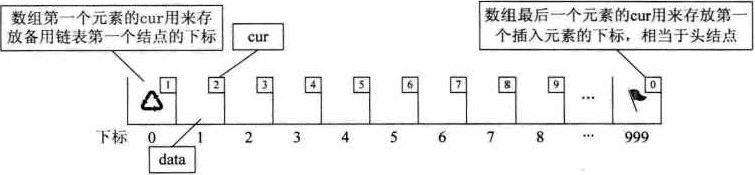 数组第一个元素的cur用来存
放备用链表第一个结点的下标
cur
数组最后一个元素的cur用来存放第一
个插入元素的下标，相当于头结点
1 2 3 4 5 6 7 8 9 … 0
下标 0 1 2 3 4 5 6 7 8 … 999
data